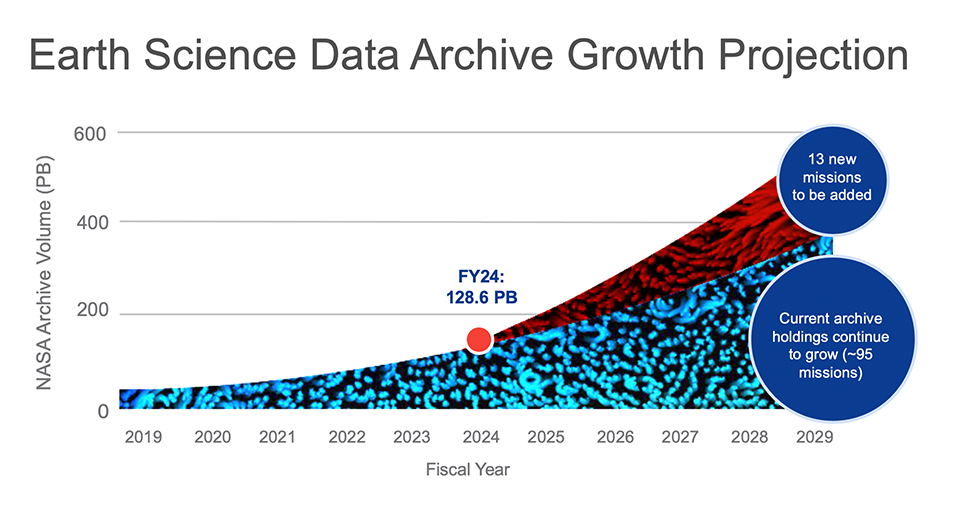 Earth Science Data Archive Growth Projection
NASA Archive Volume (PB)
600
400
200
0
FY24:
128.6 PB
13 new
missions
to be added
Current archive
holdings continue
to grow (~95
missions)
2019 2020 2021 2022 2023 2024 2025 2026 2027 2028 2029
Fiscal Year